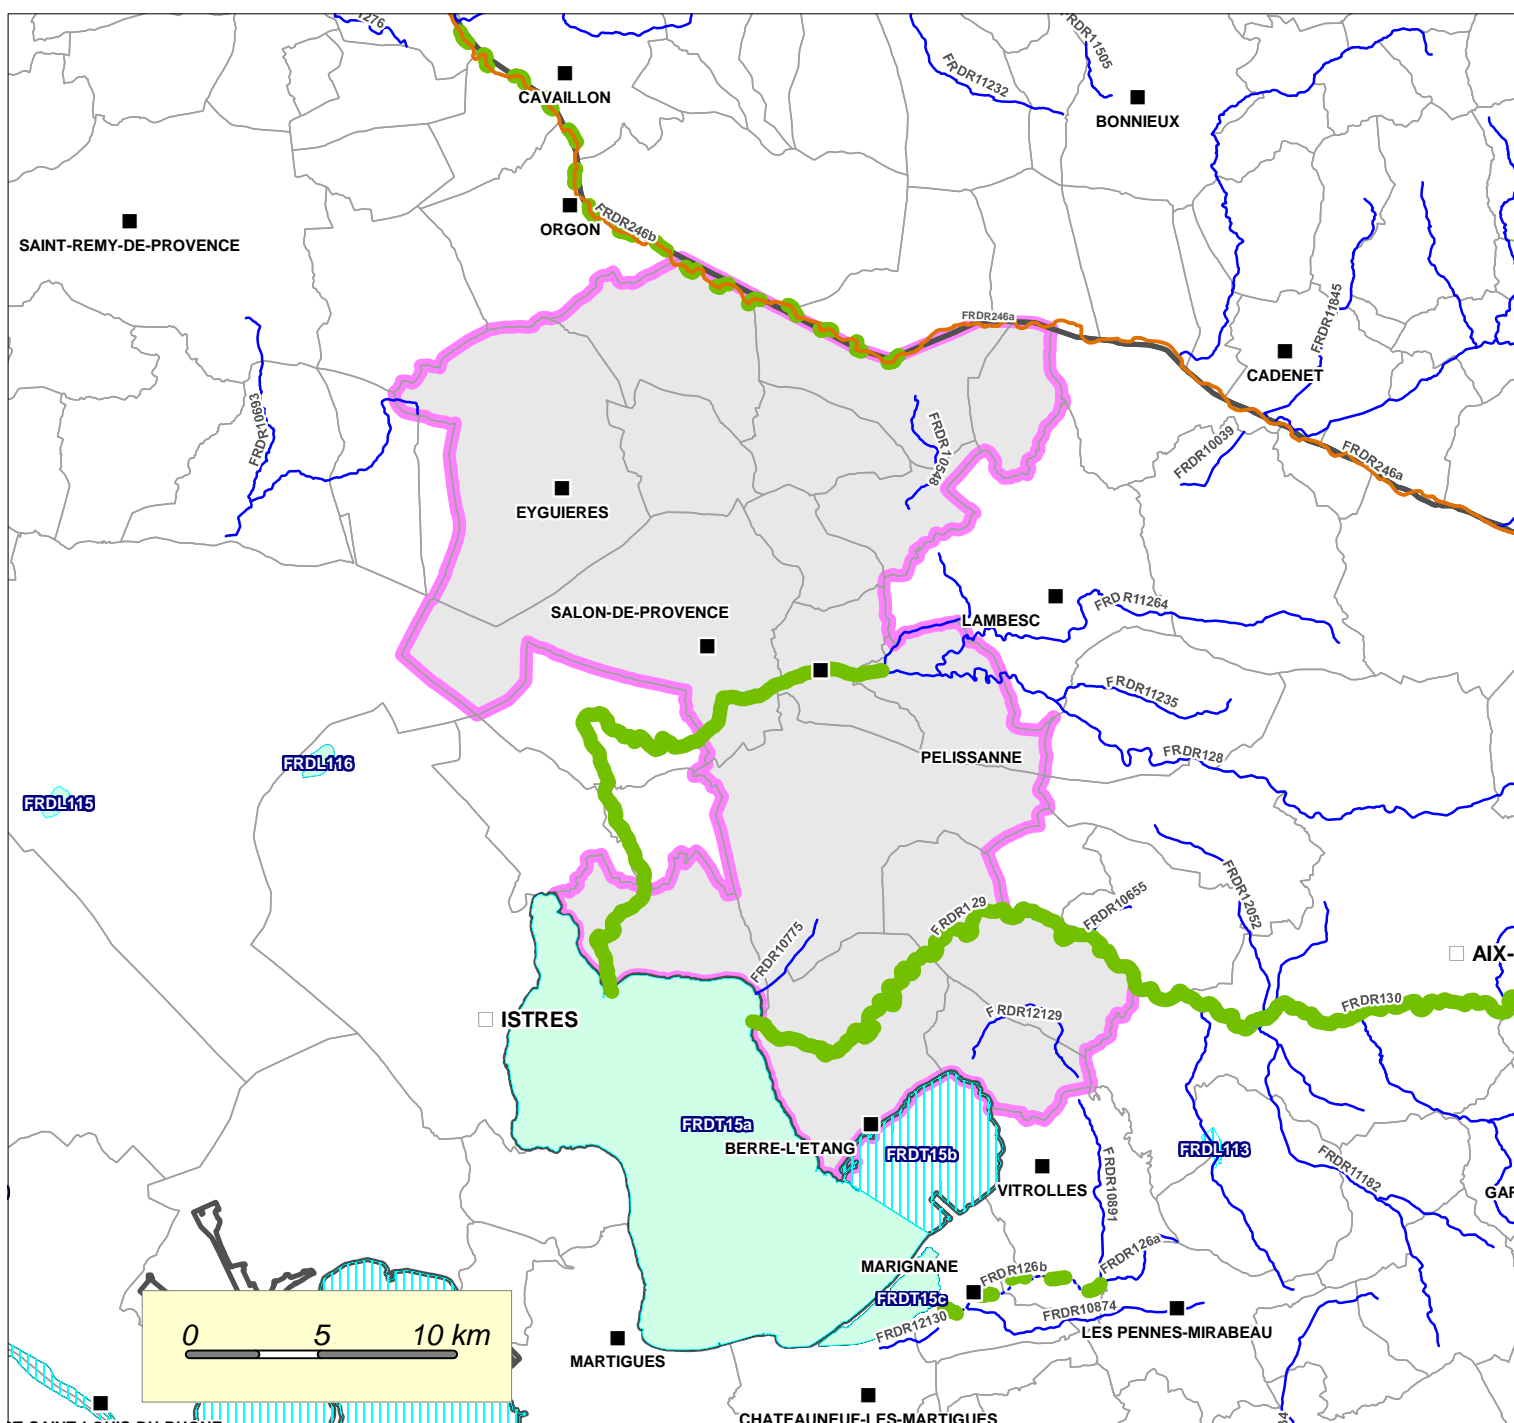 FRDR11505
FRDR11232
CAVAILLON
BONNIEUX
ORGON
FRDR246b
SAINT-REMY-DE-PROVENCE
FRDR246a
FRDR11845
CADENET
FRDR10693
FRDR10548
FRDR10039
FRDR246a
EYGUIERES
SALON-DE-PROVENCE
LAMBESC
FRDR11264
FRDR11235
FRDL116
PELISSANNE
FRDR128
FRDL115
FRDR12052
FRDR10655
FRDR129
FRDR10775
AIX-
ISTRES
FRDR12129
FRDR130
FRDT15a
BERRE-L'ETANG
FRDT15b
FRDL113
VITROLLES
FRDR10891
FRDR11182
MARIGNANE
FRDR126b
FRDR126a
FRDT15c
FRDR12130
FRDR10874
LES PENNES-MIRABEAU
0 5 10 km
MARTIGUES
CHATEAUNEUF-LES-MARTIGUES